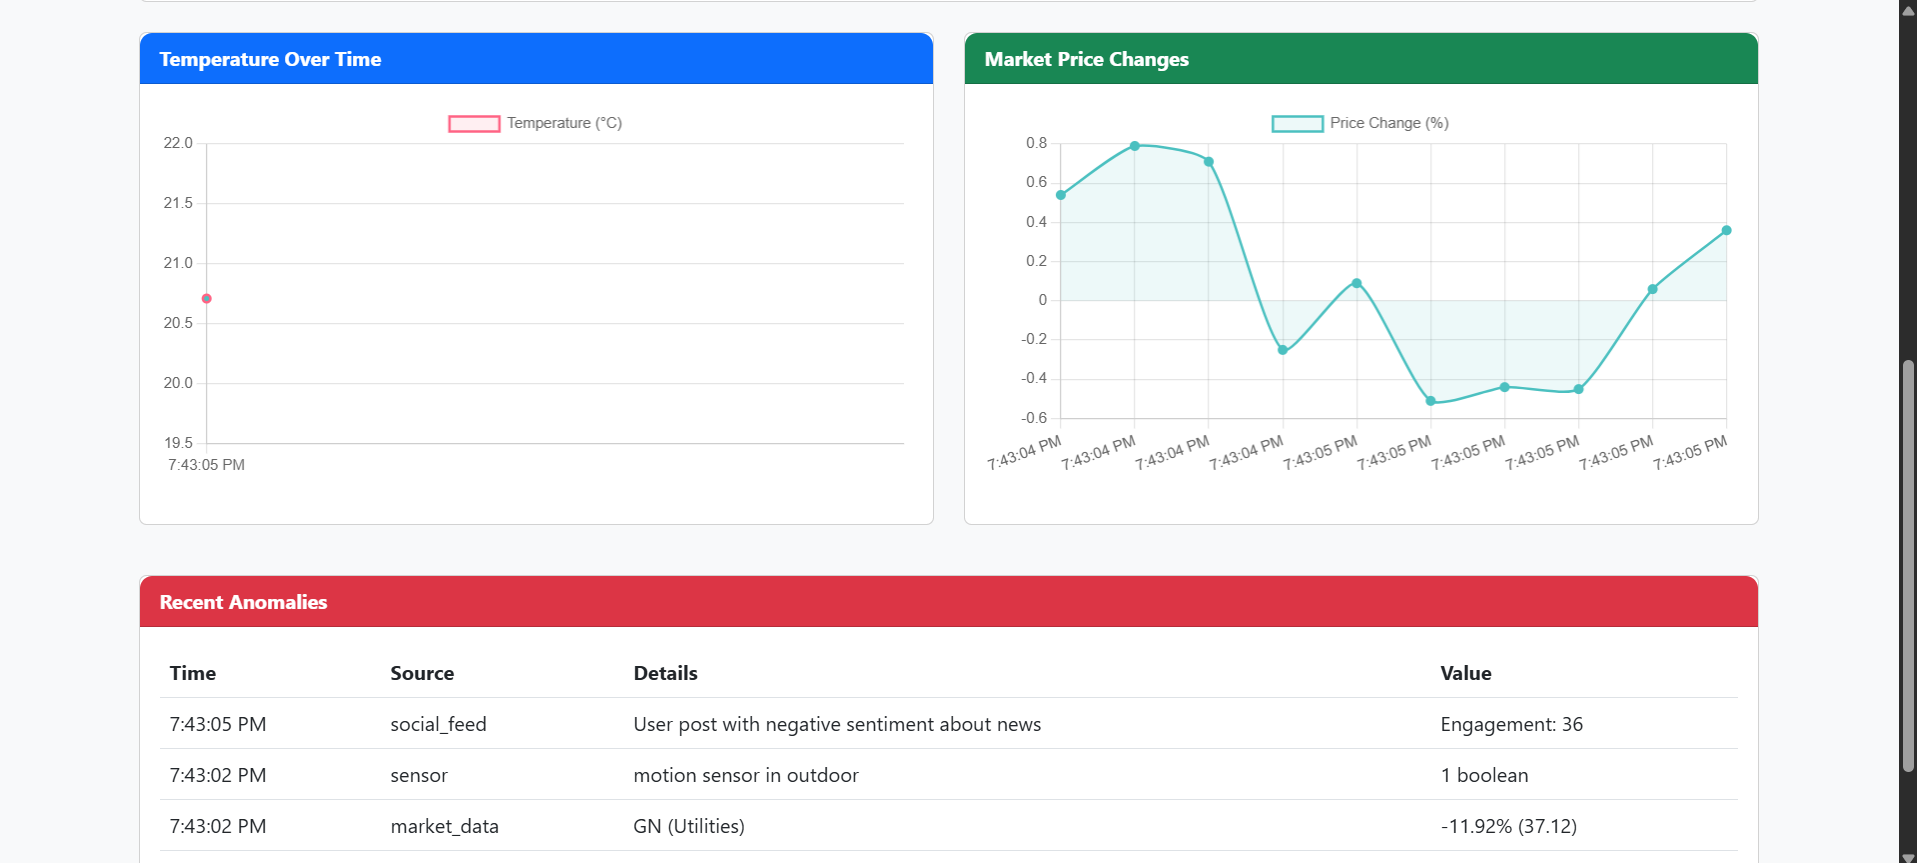 Temperature Over Time
Temperature (°C)
22.0
21.5
21.0
20.5
20.0
19.5
7:43:05 PM
Market Price Changes
Price Change (%)
0.8
0.6
0.4
0.2
0
-0.2
-0.4
-0.6
7:43:04 PM 7:43:04 PM 7:43:04 PM 7:43:04 PM 7:43:05 PM 7:43:05 PM 7:43:05 PM 7:43:05 PM 7:43:05 PM 7:43:05 PM
Recent Anomalies
Time Source Details Value
7:43:05 PM social_feed User post with negative sentiment about news Engagement: 36
7:43:02 PM sensor motion sensor in outdoor 1 boolean
7:43:02 PM market_data GN (Utilities) -11.92% (37.12)